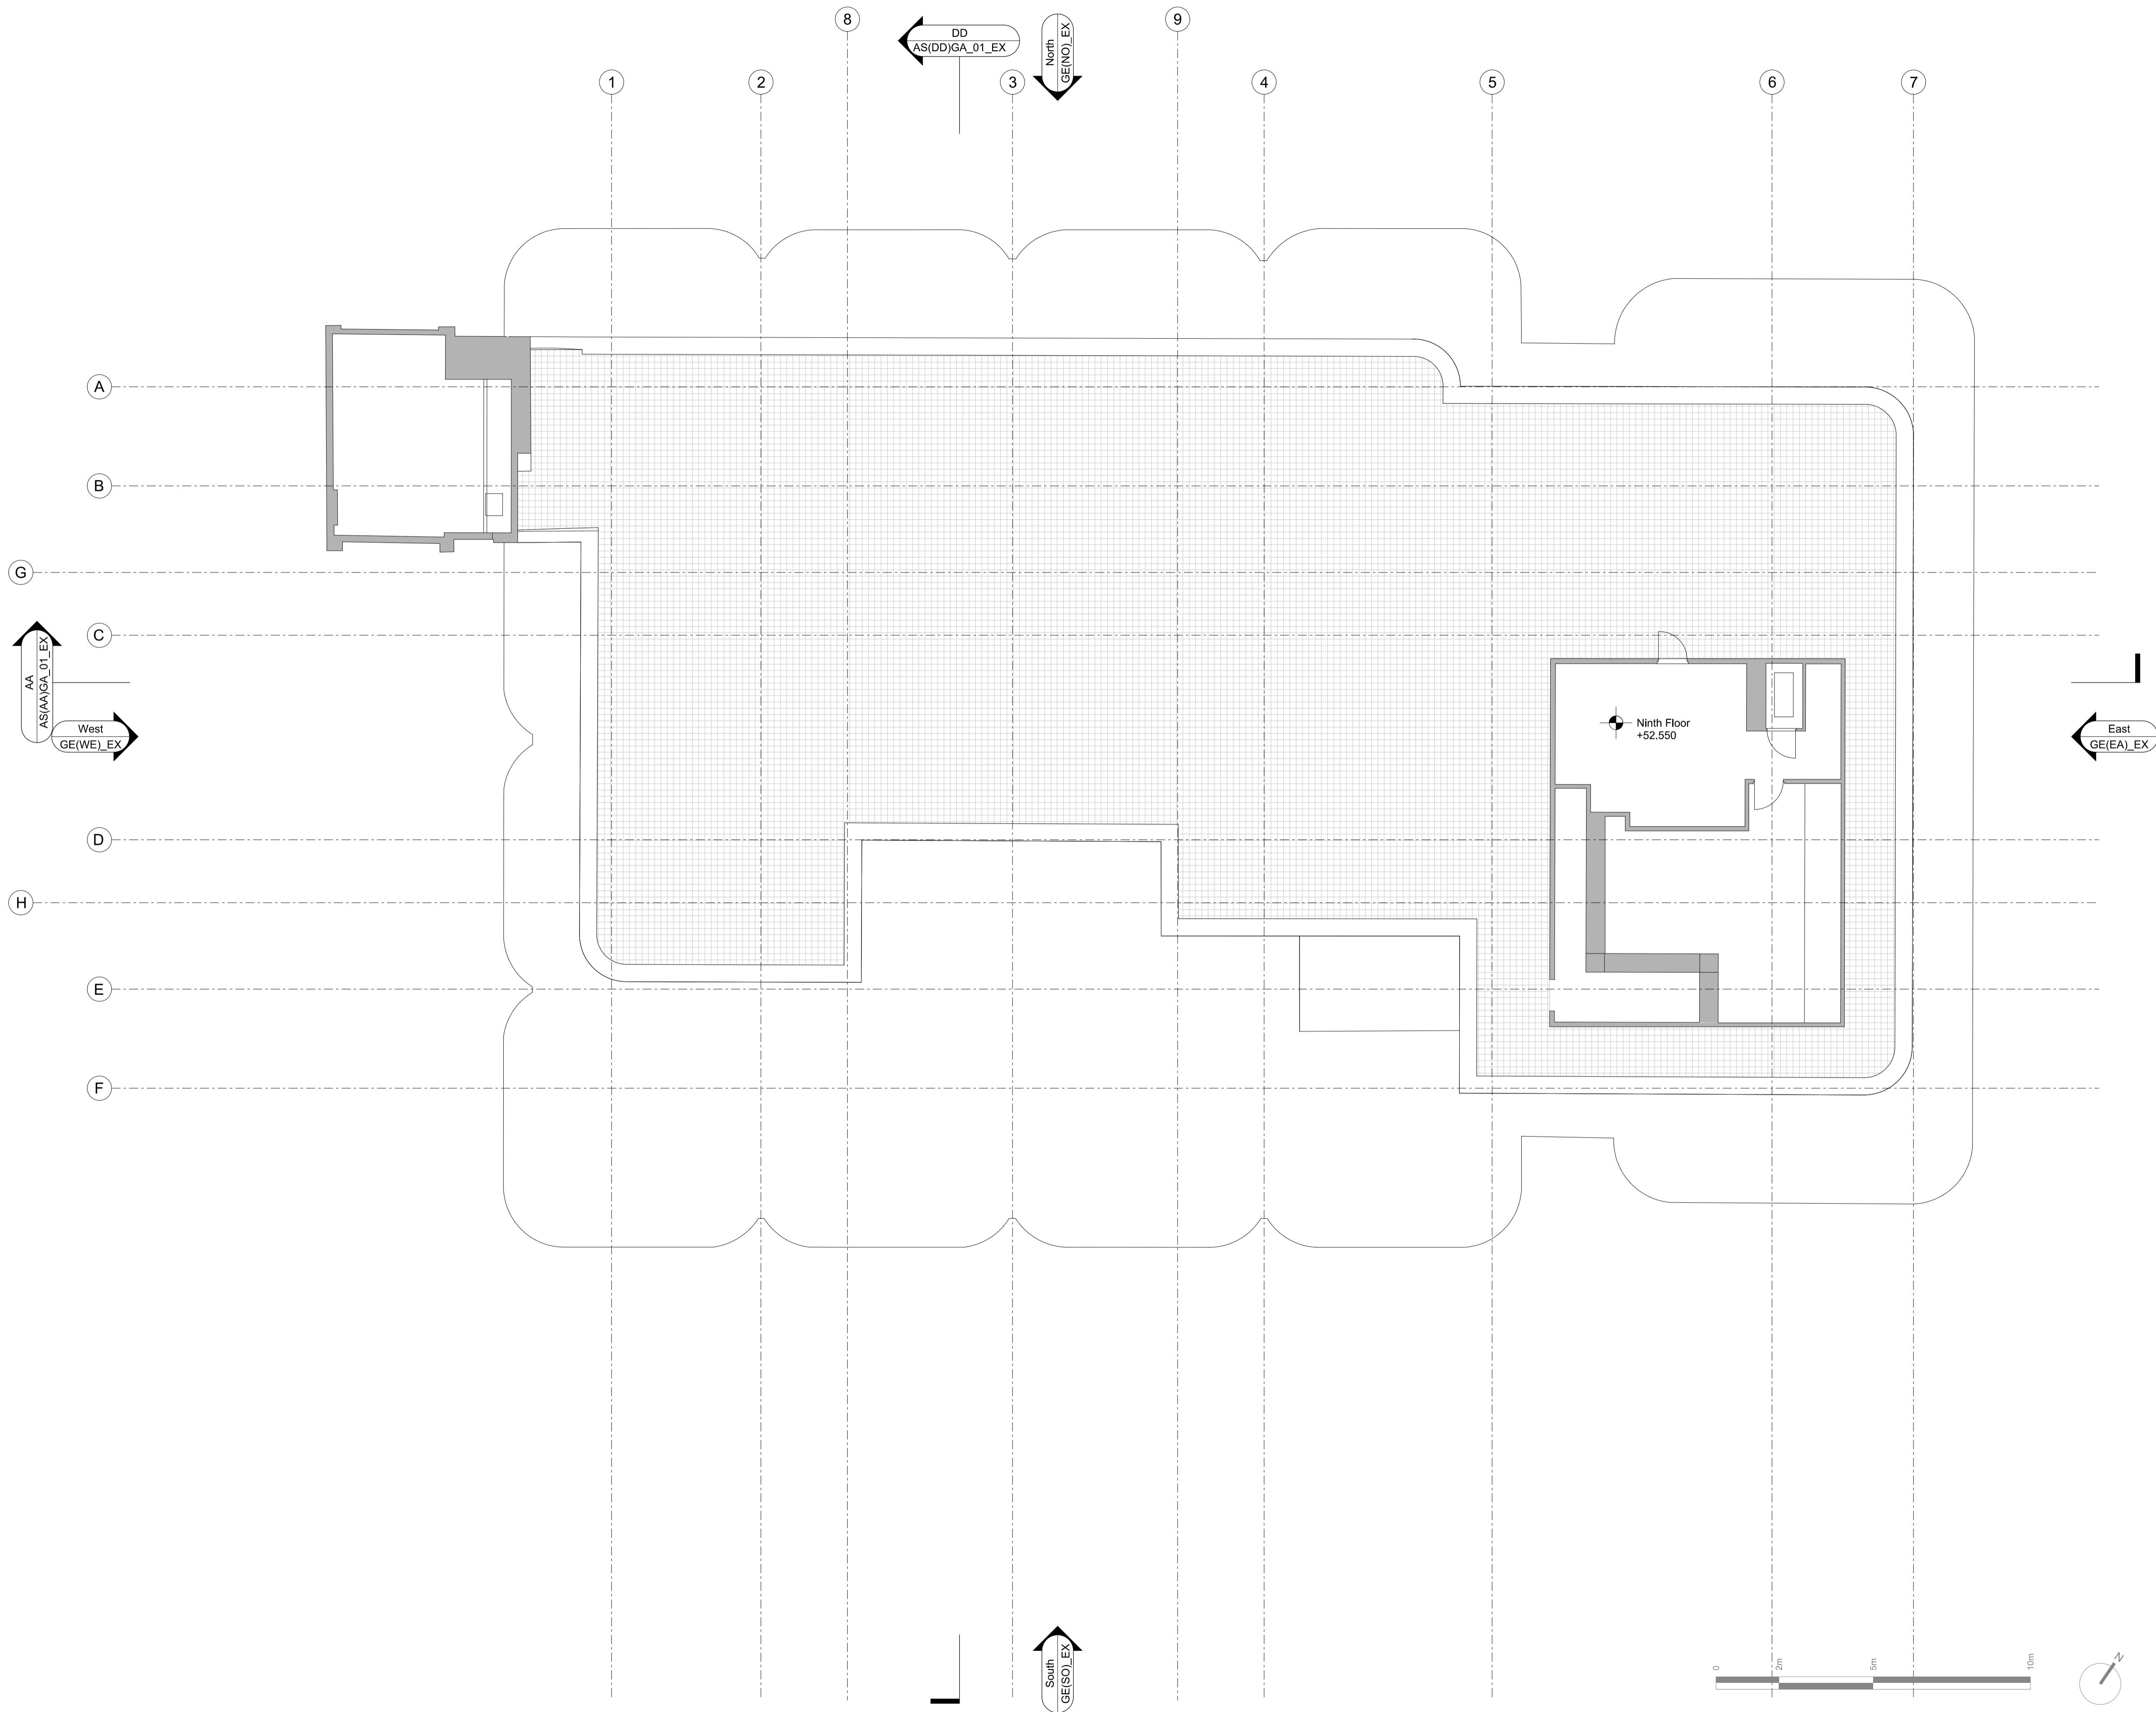 8
9
DD
AS(DD)GA_01_EX
North
GE(NO)_EX
1
2
3
4
5
6
7
A
B
G
C
AA
AS(AA)GA_01_EX
West
GE(WE)_EX
Ninth Floor
+52.550
East
GE(EA)_EX
D
H
E
F
South
GE(SO)_EX
0
2m
5m
10m
N